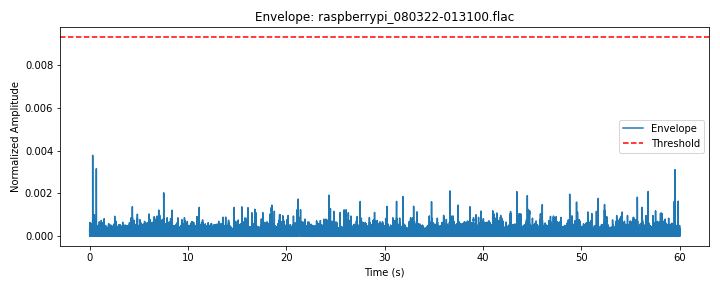 Envelope: raspberrypi_080322-013100.flac
Normalized Amplitude
0.008
0.006
0.004
0.002
0.000
Envelope
Threshold
0 10 20 30 40 50 60
Time (s)